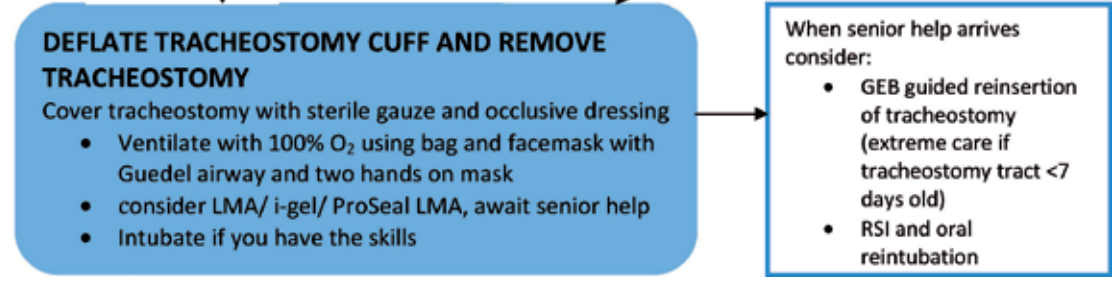 DEFLATE TRACHEOSTOMY CUFF AND REMOVE
TRACHEOSTOMY
Cover tracheostomy with sterile gauze and occlusive dressing
• Ventilate with 100% O₂ using bag and facemask with
Guedel airway and two hands on mask
• consider LMA/ i-gel/ ProSeal LMA, await senior help
• Intubate if you have the skills
When senior help arrives
consider:
• GEB guided reinsertion
of tracheostomy
(extreme care if
tracheostomy tract <7
days old)
• RSI and oral
reintubation